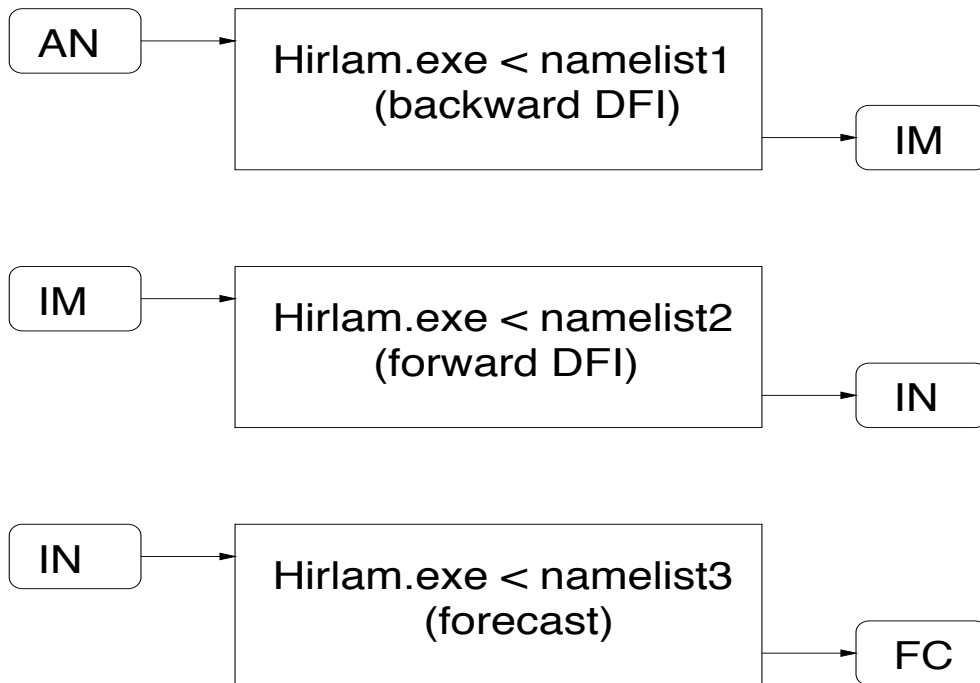 AN
Hirlam.exe < namelist1
(backward DFI)
IM
IM
Hirlam.exe < namelist2
(forward DFI)
IN
IN
Hirlam.exe < namelist3
(forecast)
FC